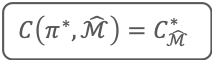 C(π*, M̂) = C*_M̂